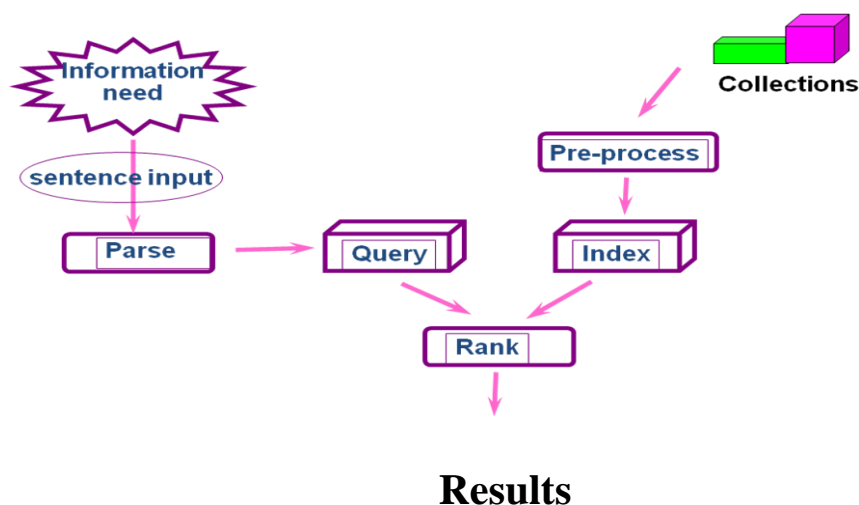 Information
need
Collections
Pre-process
sentence input
Parse
Query
Index
Rank
Results